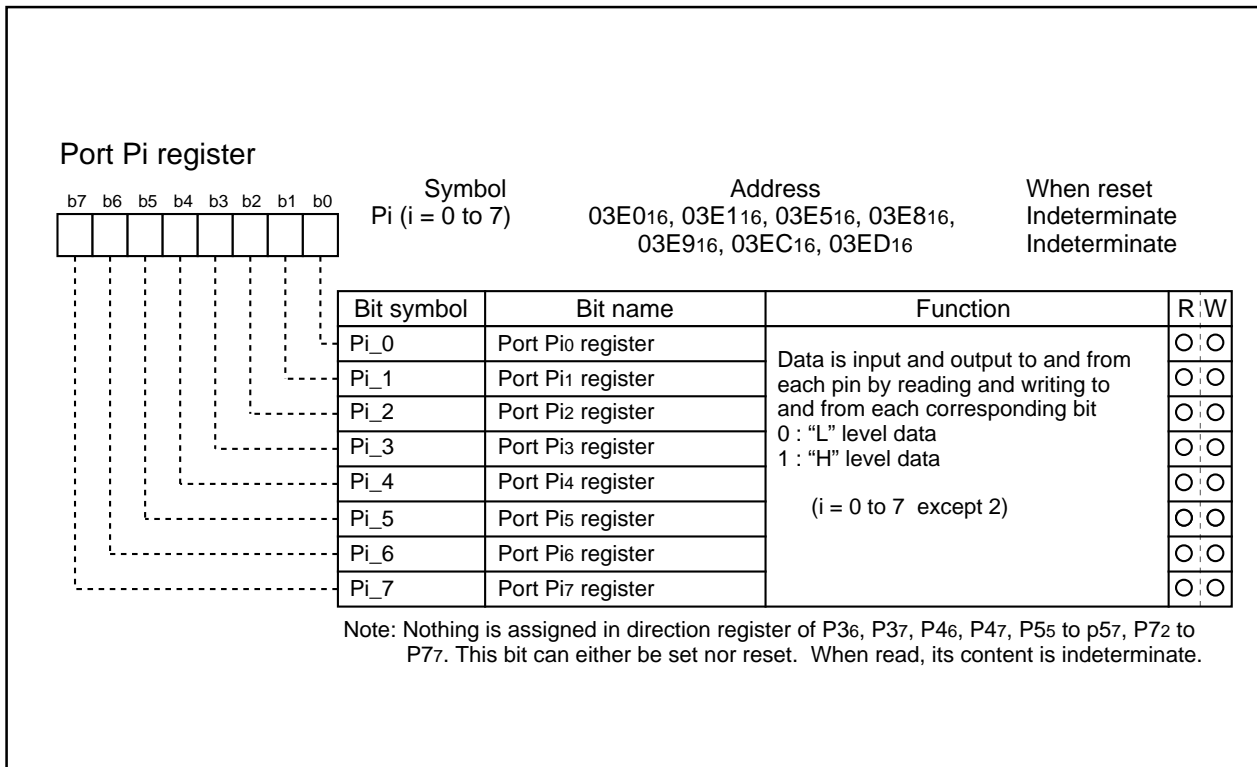 Port Pi register
b7 b6 b5 b4 b3 b2 b1 b0
Symbol Address When reset
Pi (i = 0 to 7) 03E016, 03E116, 03E516, 03E816, Indeterminate
03E916, 03EC16, 03ED16 Indeterminate
Bit symbol Bit name Function R W
Pi_0 Port Pi0 register
Pi_1 Port Pi1 register
Pi_2 Port Pi2 register
Pi_3 Port Pi3 register
Pi_4 Port Pi4 register
Pi_5 Port Pi5 register
Pi_6 Port Pi6 register
Pi_7 Port Pi7 register
Data is input and output to and from
each pin by reading and writing to
and from each corresponding bit
0 : “L” level data
1 : “H” level data
(i = 0 to 7 except 2)
Note: Nothing is assigned in direction register of P36, P37, P46, P47, P55 to p57, P72 to
P77. This bit can either be set nor reset. When read, its content is indeterminate.